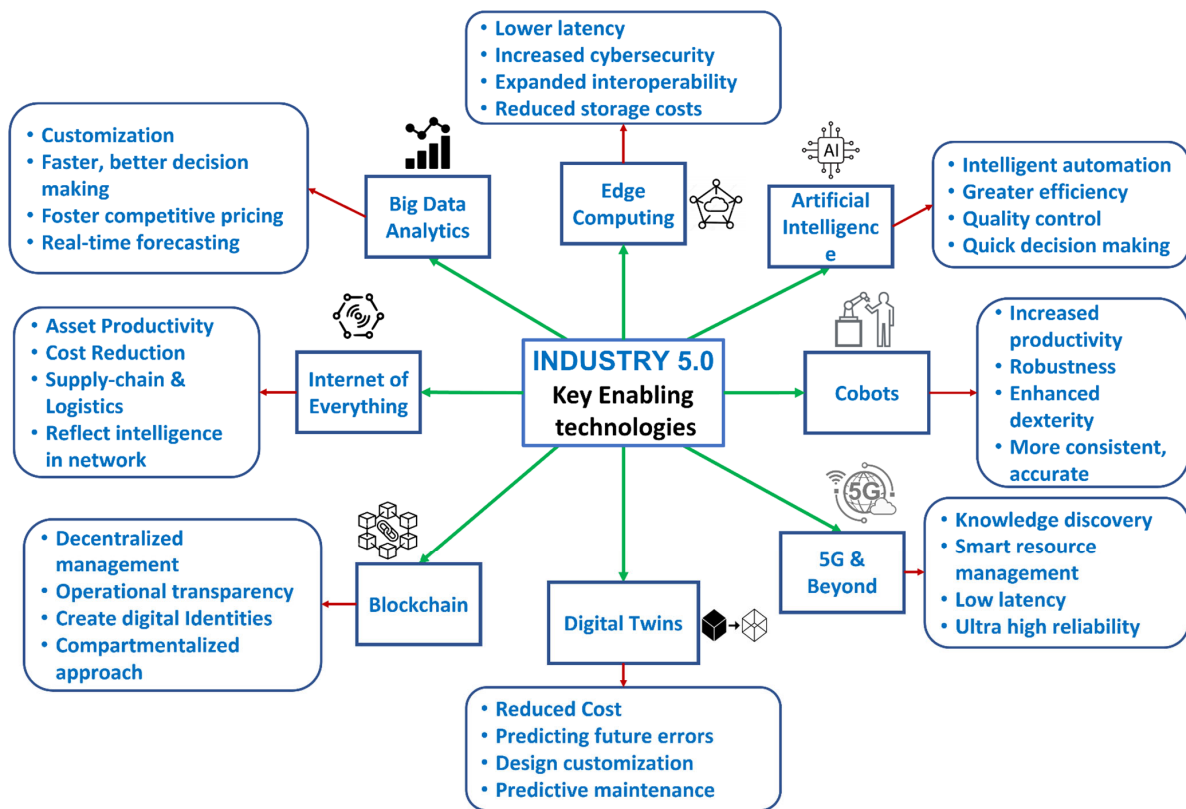 • Lower latency
• Increased cybersecurity
• Expanded interoperability
• Reduced storage costs
• Customization
• Faster, better decision
making
• Foster competitive pricing
• Real-time forecasting
Big Data
Analytics
Edge
Computing
AI
Artificial
Intelligenc
e
• Intelligent automation
• Greater efficiency
• Quality control
• Quick decision making
• Asset Productivity
• Cost Reduction
• Supply-chain &
Logistics
• Reflect intelligence
in network
Internet of
Everything
INDUSTRY 5.0
Key Enabling
technologies
Cobots
• Increased
productivity
• Robustness
• Enhanced
dexterity
• More consistent,
accurate
• Decentralized
management
• Operational transparency
• Create digital Identities
• Compartmentalized
approach
Blockchain
Digital Twins
5G
5G &
Beyond
• Knowledge discovery
• Smart resource
management
• Low latency
• Ultra high reliability
• Reduced Cost
• Predicting future errors
• Design customization
• Predictive maintenance